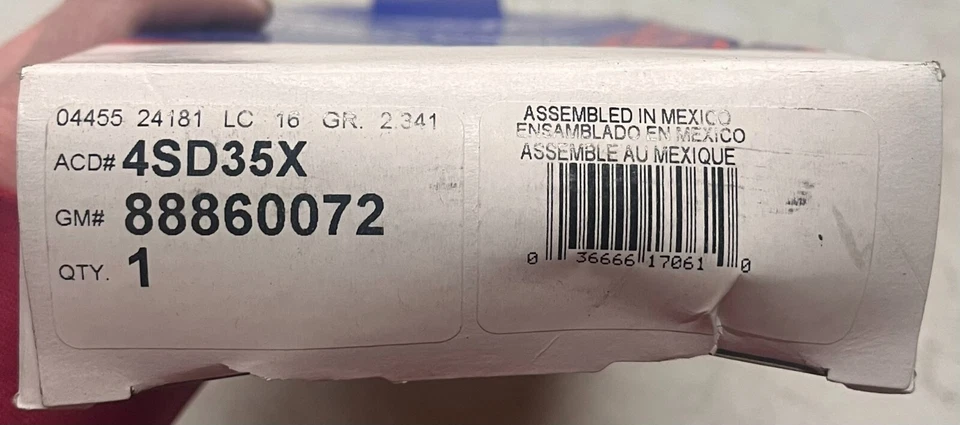 04455 24181 LC 16 GR. 2.341
ACD# 4SD35X
GM# 88860072
QTY. 1
ASSEMBLED IN MEXICO
ENSAMBLADO EN MEXICO
ASSEMBLE AU MEXIQUE
0 36666 17061 0